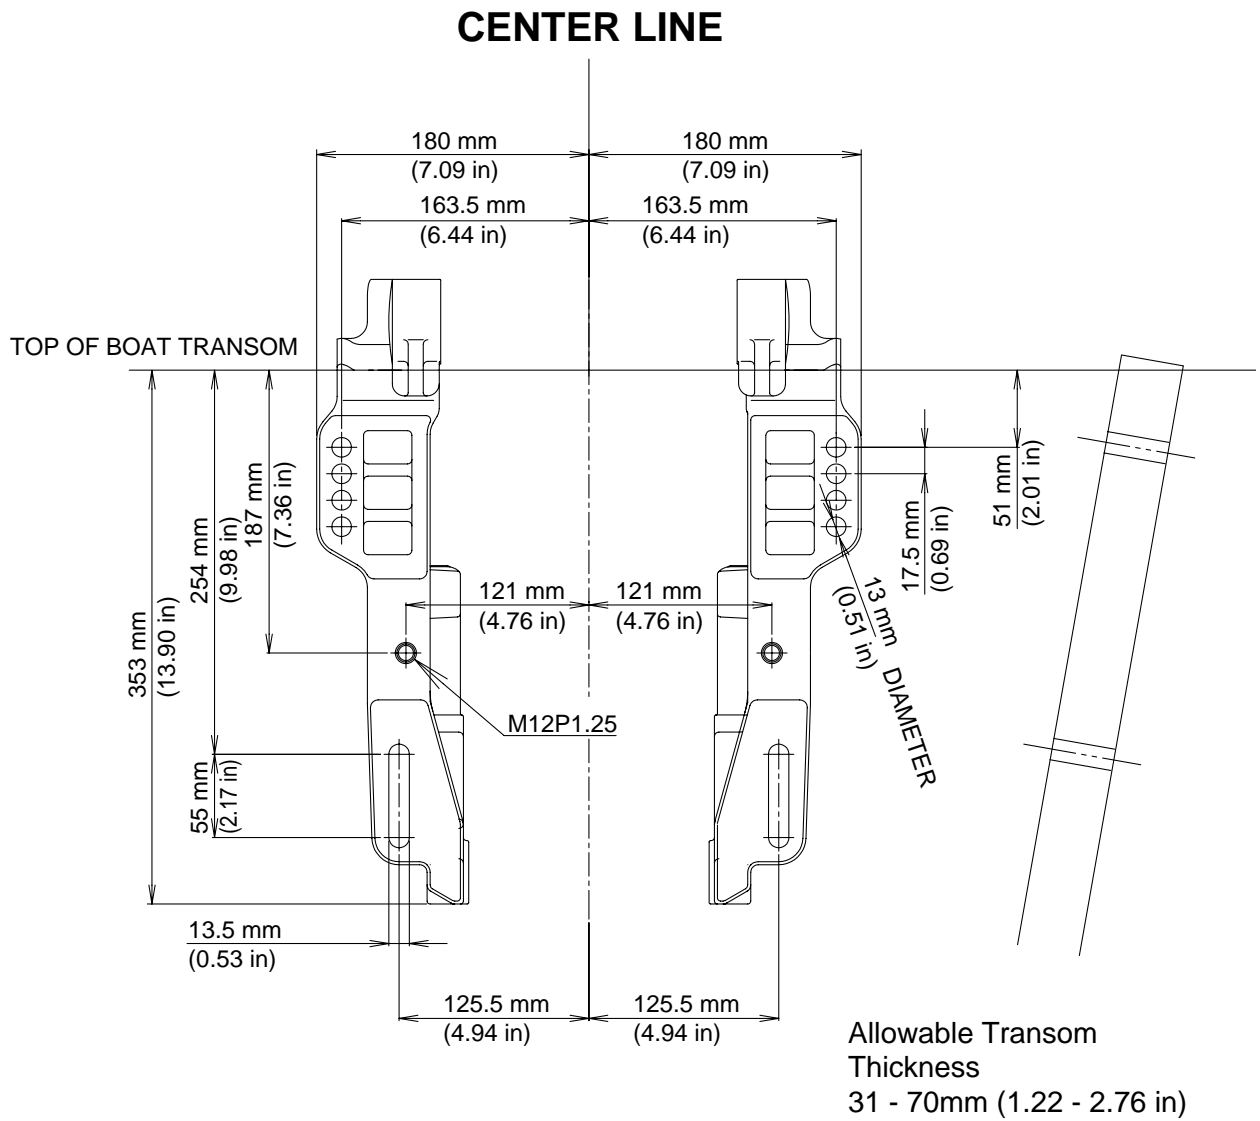 CENTER LINE
180 mm
(7.09 in)
180 mm
(7.09 in)
163.5 mm
(6.44 in)
163.5 mm
(6.44 in)
TOP OF BOAT TRANSOM
353 mm
(13.90 in)
254 mm
(9.98 in)
187 mm
(7.36 in)
51 mm
(2.01 in)
17.5 mm
(0.69 in)
121 mm
(4.76 in)
121 mm
(4.76 in)
13 mm DIAMETER
(0.51 in)
M12P1.25
55 mm
(2.17 in)
13.5 mm
(0.53 in)
125.5 mm
(4.94 in)
125.5 mm
(4.94 in)
Allowable Transom
Thickness
31 - 70mm (1.22 - 2.76 in)